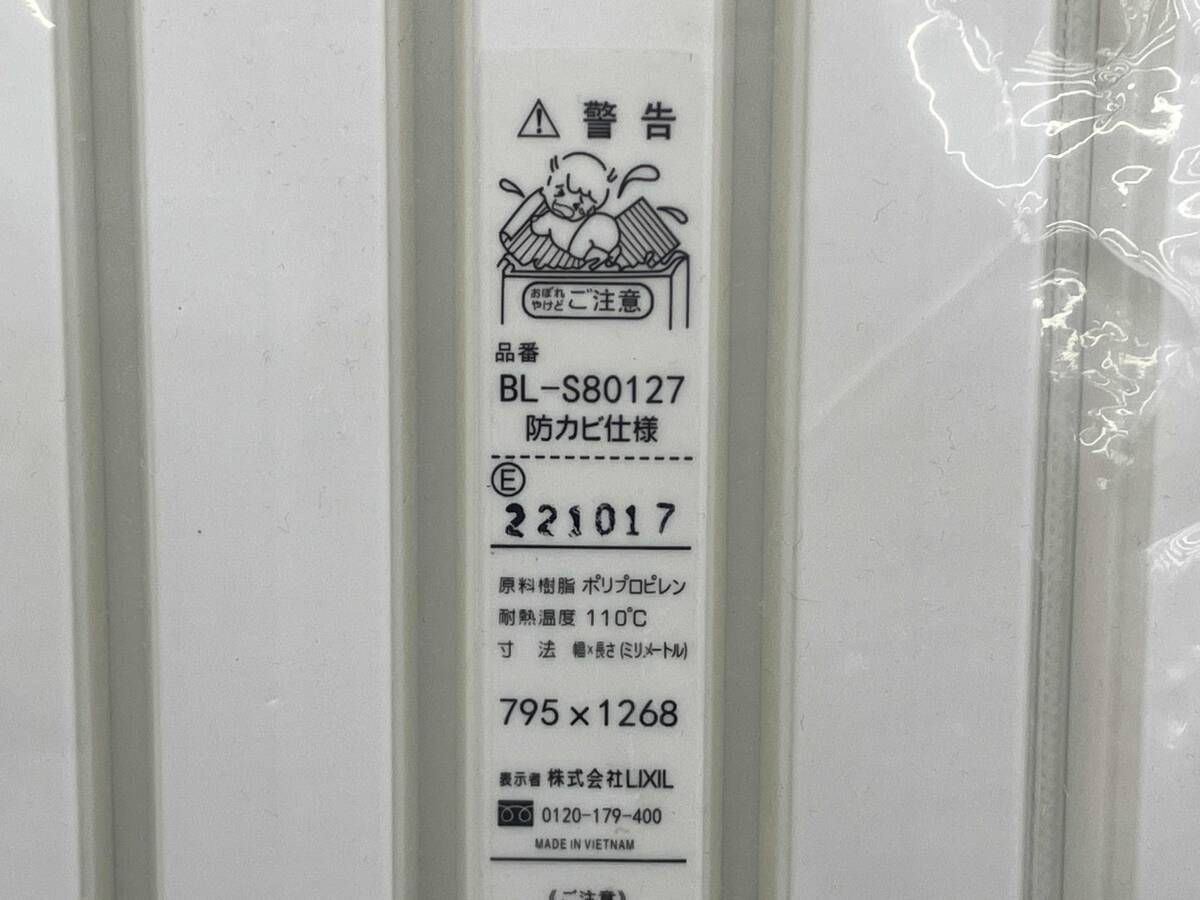 ⚠ 警告
おぼれ
やけど ご注意
品番
BL-S80127
防カビ仕様
Ⓔ
221017
原料樹脂 ポリプロピレン
耐熱温度 110℃
寸 法 幅×長さ(ミリメートル)
795×1268
表示者 株式会社LIXIL
0120-179-400
MADE IN VIETNAM
《ご注意》